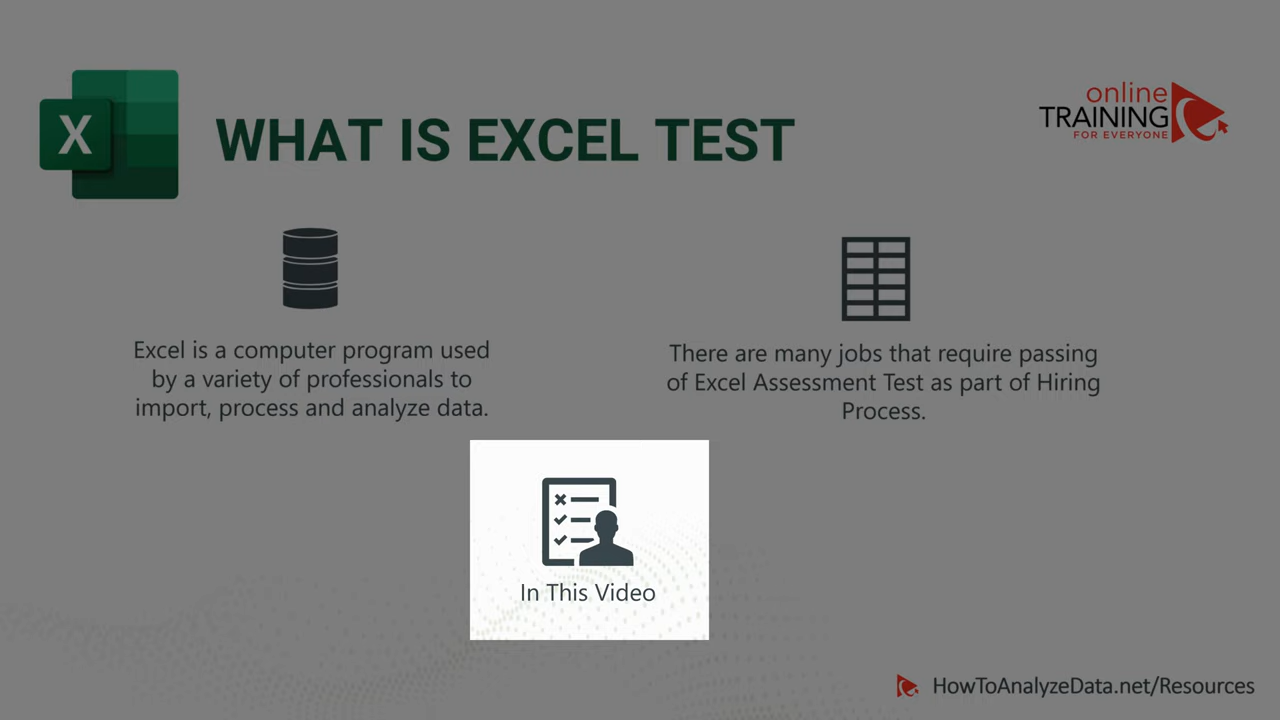 X
WHAT IS EXCEL TEST
online
TRAINING
FOR EVERYONE
Excel is a computer program used
by a variety of professionals to
import, process and analyze data.
There are many jobs that require passing
of Excel Assessment Test as part of Hiring
Process.
In This Video
HowToAnalyzeData.net/Resources